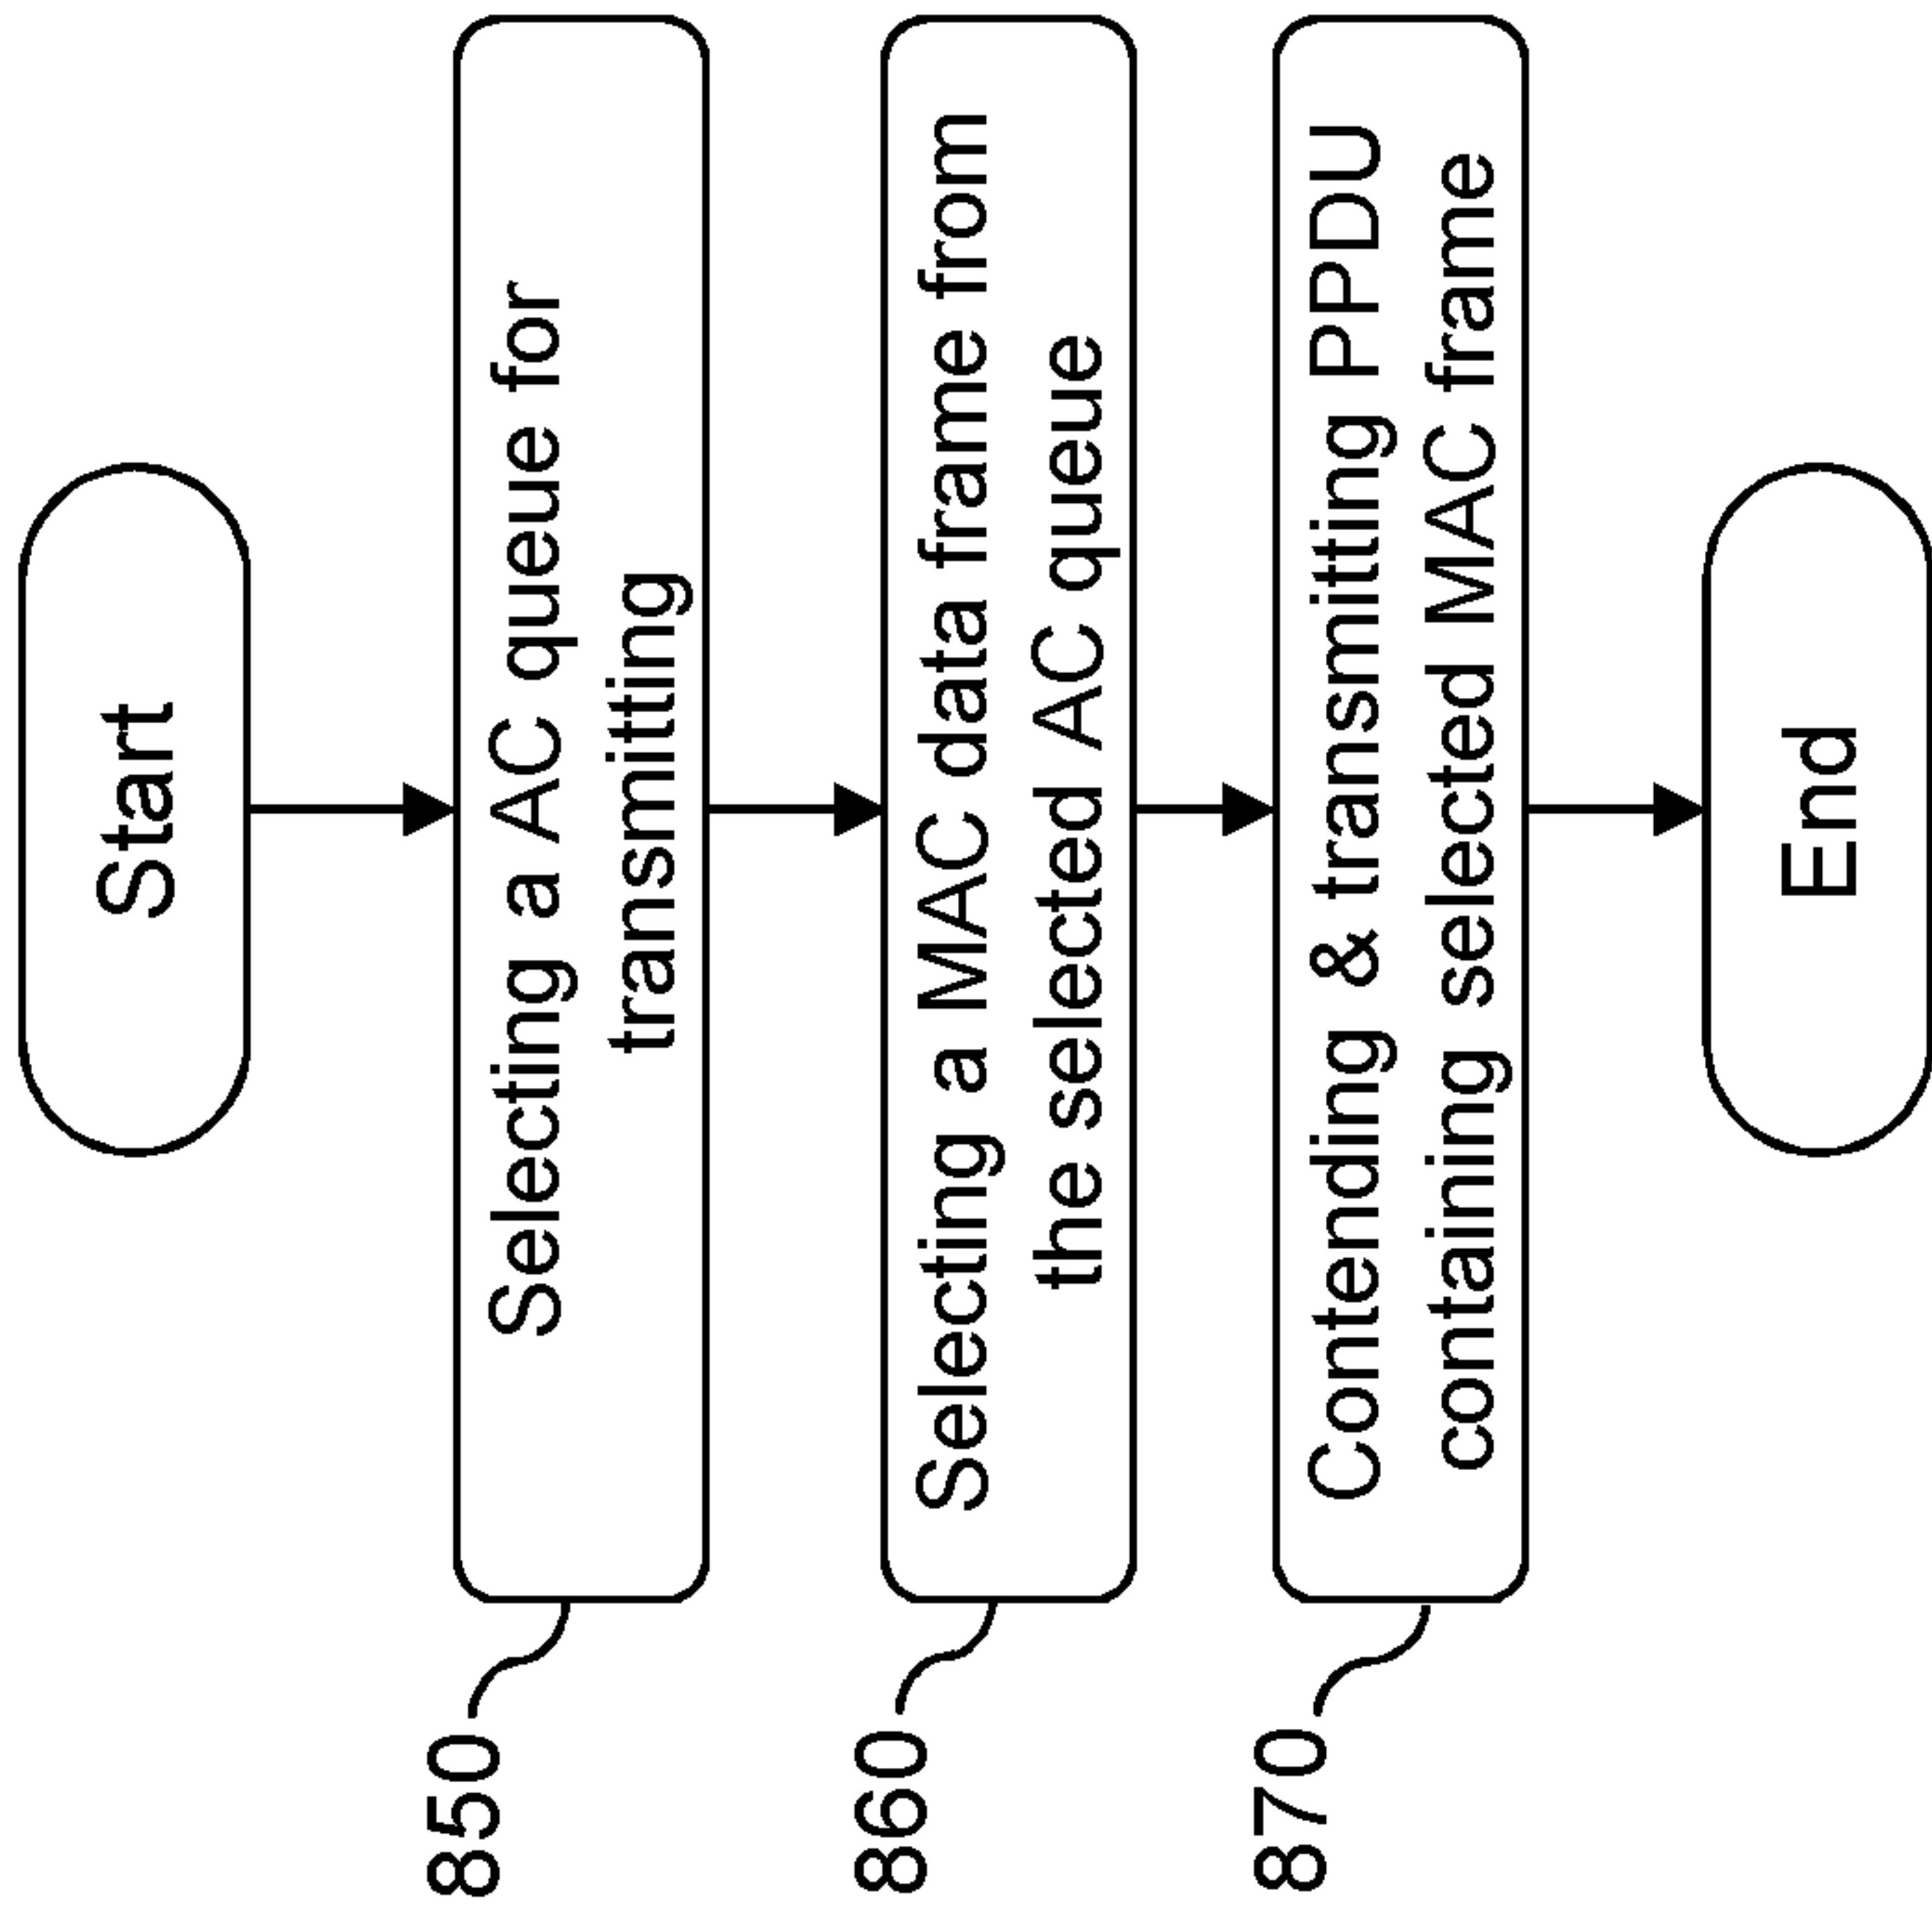 Start
850
Selecting a AC queue for
transmitting
860
Selecting a MAC data frame from
the selected AC queue
870
Contending & transmitting PPDU
containing selected MAC frame
End